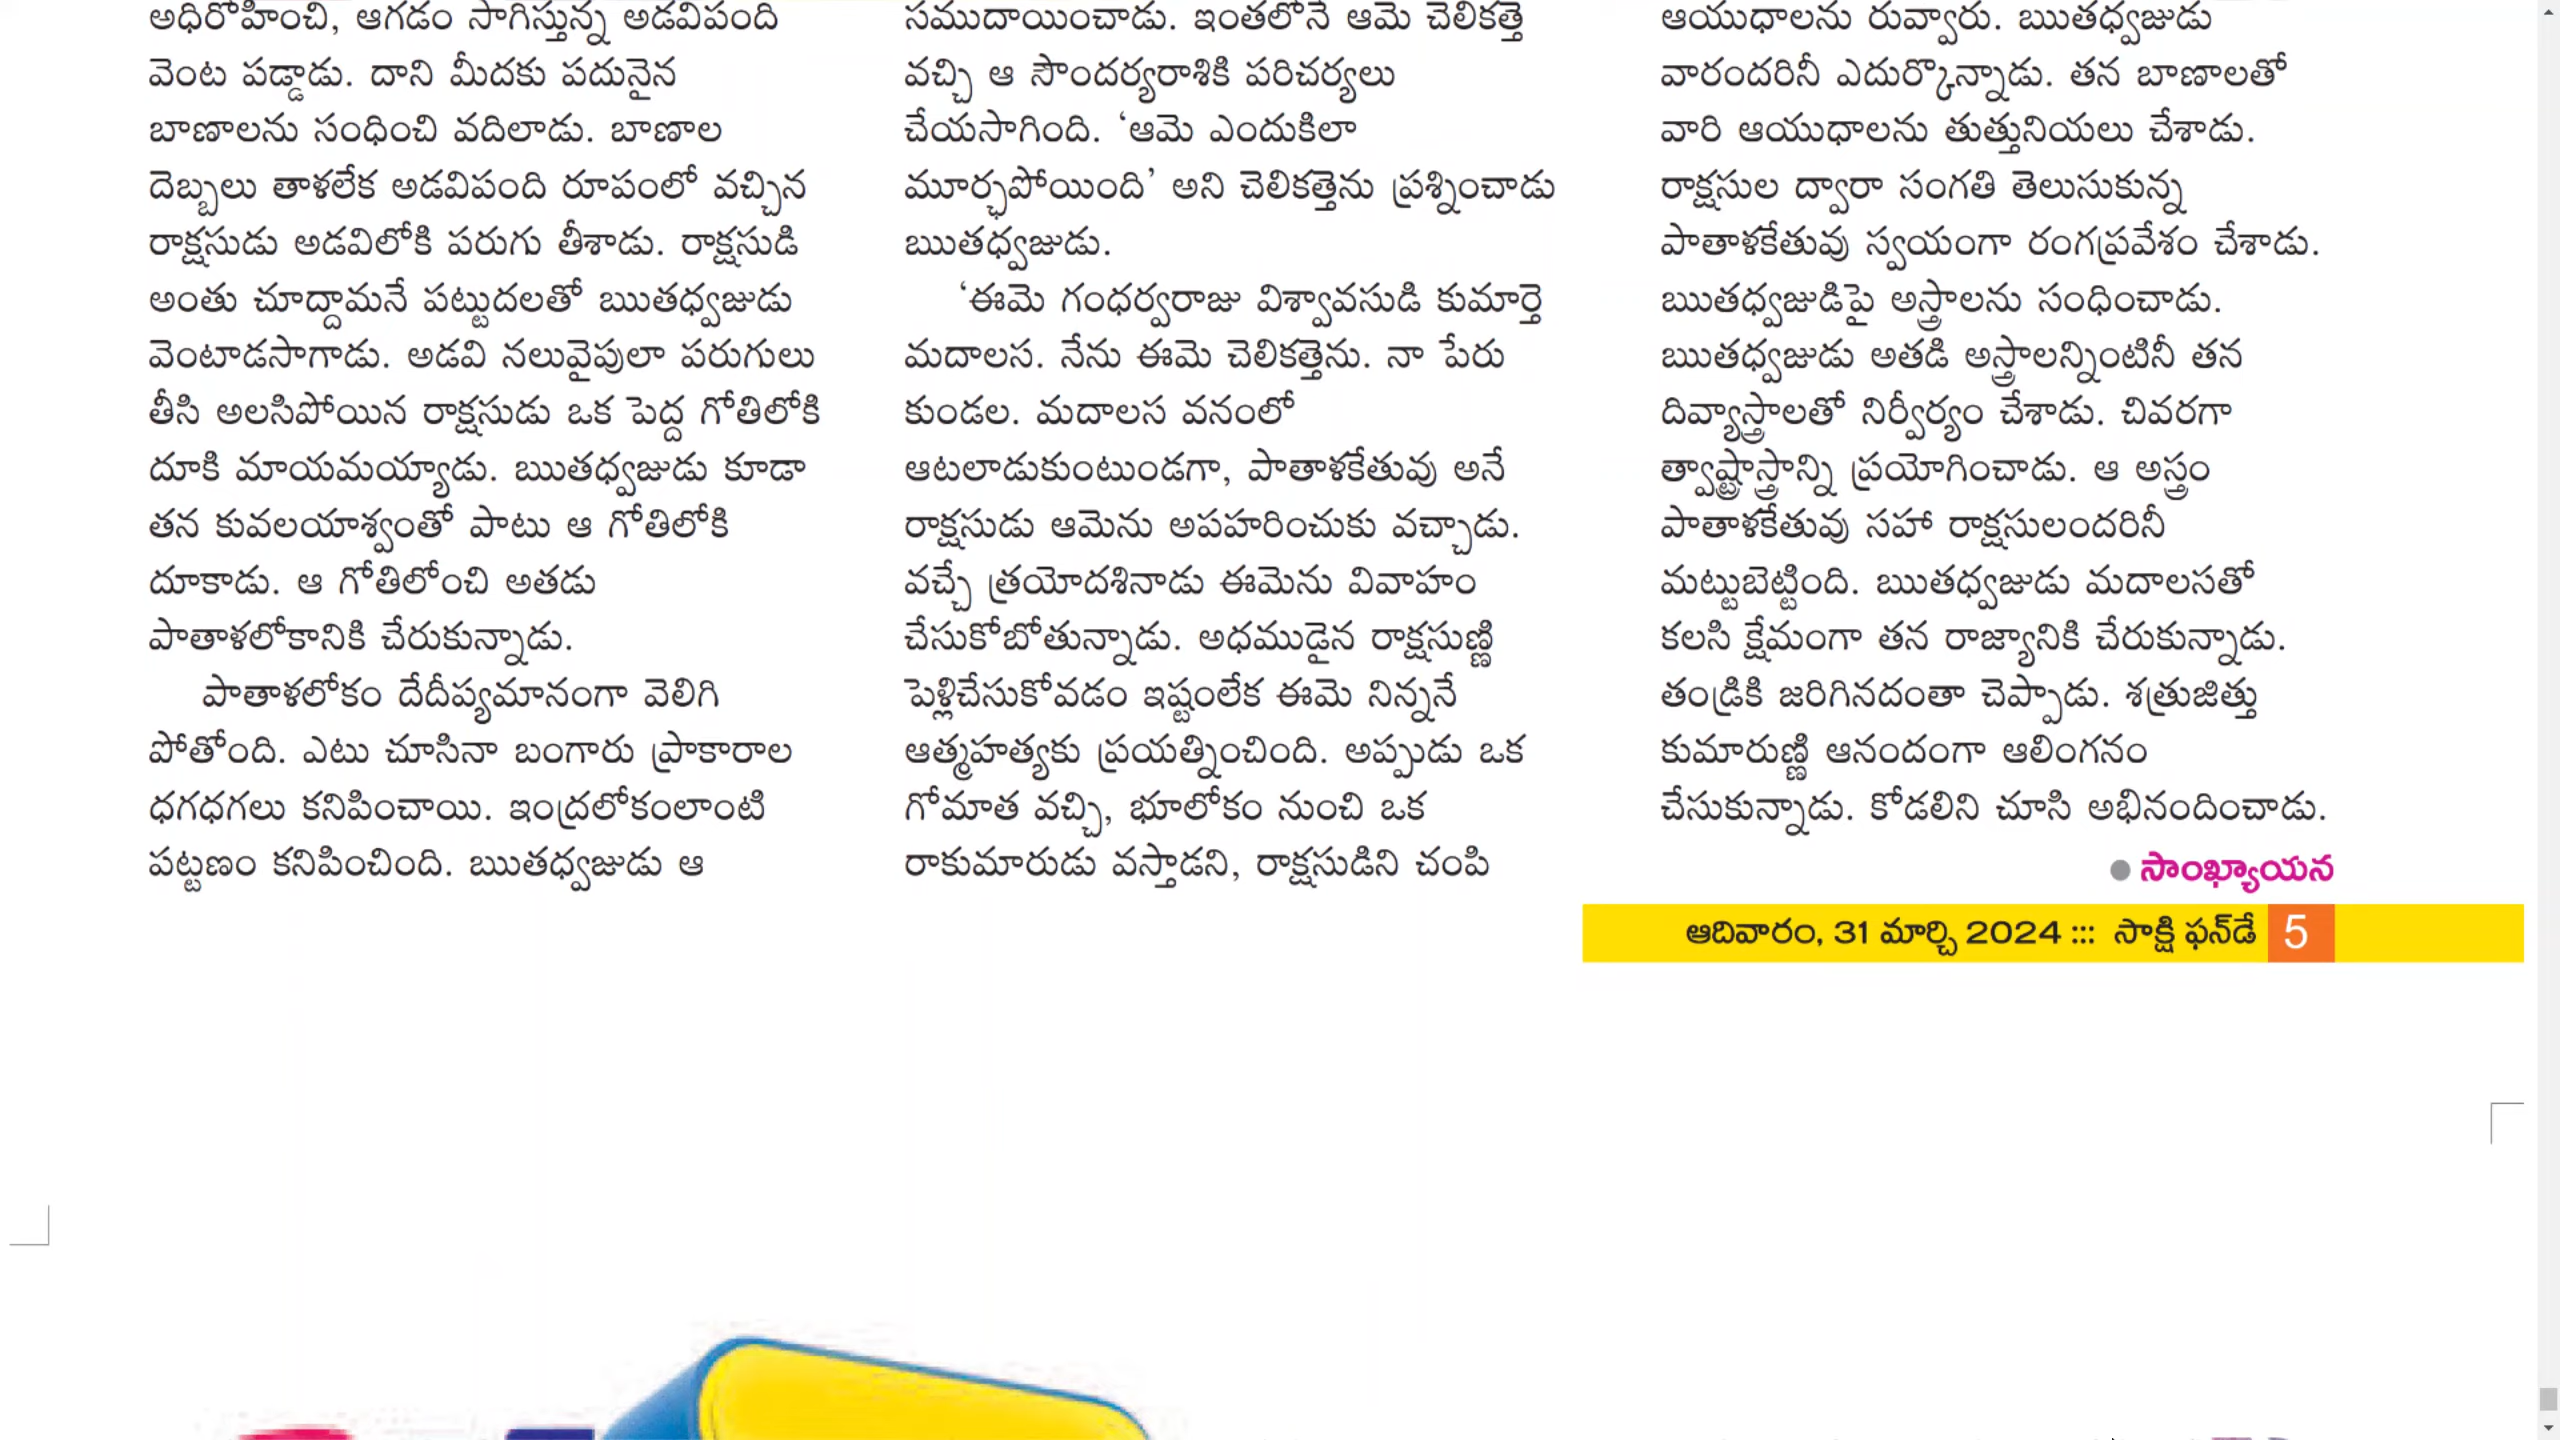 అధిరోహించి, ఆగడం సాగిస్తున్న అడవిపంది
వెంట పడ్డాడు. దాని మీదకు పదునైన
బాణాలను సంధించి వదిలాడు. బాణాల
దెబ్బలు తాళలేక అడవిపంది రూపంలో వచ్చిన
రాక్షసుడు అడవిలోకి పరుగు తీశాడు. రాక్షసుడి
అంతు చూద్దామనే పట్టుదలతో ఋతధ్వజుడు
వెంటాడసాగాడు. అడవి నలువైపులా పరుగులు
తీసి అలసిపోయిన రాక్షసుడు ఒక పెద్ద గోతిలోకి
దూకి మాయమయ్యాడు. ఋతధ్వజుడు కూడా
తన కువలయాశ్వంతో పాటు ఆ గోతిలోకి
దూకాడు. ఆ గోతిలోంచి అతడు
పాతాళలోకానికి చేరుకున్నాడు.
పాతాళలోకం దేదీప్యమానంగా వెలిగి
పోతోంది. ఎటు చూసినా బంగారు ప్రాకారాల
ధగధగలు కనిపించాయి. ఇంద్రలోకంలాంటి
పట్టణం కనిపించింది. ఋతధ్వజుడు ఆ
సముదాయించాడు. ఇంతలోనే ఆమె చెలికత్తె
వచ్చి ఆ సౌందర్యరాశికి పరిచర్యలు
చేయసాగింది. ‘ఆమె ఎందుకిలా
మూర్ఛపోయింది’ అని చెలికత్తెను ప్రశ్నించాడు
ఋతధ్వజుడు.
‘ఈమె గంధర్వరాజు విశ్వావసుడి కుమార్తె
మదాలస. నేను ఈమె చెలికత్తెను. నా పేరు
కుండల. మదాలస వనంలో
ఆటలాడుకుంటుండగా, పాతాళకేతువు అనే
రాక్షసుడు ఆమెను అపహరించుకు వచ్చాడు.
వచ్చే త్రయోదశినాడు ఈమెను వివాహం
చేసుకోబోతున్నాడు. అధముడైన రాక్షసుణ్ణి
పెళ్లిచేసుకోవడం ఇష్టంలేక ఈమె నిన్ననే
ఆత్మహత్యకు ప్రయత్నించింది. అప్పుడు ఒక
గోమాత వచ్చి, భూలోకం నుంచి ఒక
రాకుమారుడు వస్తాడని, రాక్షసుడిని చంపి
ఆయుధాలను రువ్వారు. ఋతధ్వజుడు
వారందరినీ ఎదుర్కొన్నాడు. తన బాణాలతో
వారి ఆయుధాలను తుత్తునియలు చేశాడు.
రాక్షసుల ద్వారా సంగతి తెలుసుకున్న
పాతాళకేతువు స్వయంగా రంగప్రవేశం చేశాడు.
ఋతధ్వజుడిపై అస్త్రాలను సంధించాడు.
ఋతధ్వజుడు అతడి అస్త్రాలన్నింటినీ తన
దివ్యాస్త్రాలతో నిర్వీర్యం చేశాడు. చివరగా
త్వాష్ట్రాస్త్రాన్ని ప్రయోగించాడు. ఆ అస్త్రం
పాతాళకేతువు సహా రాక్షసులందరినీ
మట్టుబెట్టింది. ఋతధ్వజుడు మదాలసతో
కలసి క్షేమంగా తన రాజ్యానికి చేరుకున్నాడు.
తండ్రికి జరిగినదంతా చెప్పాడు. శత్రుజిత్తు
కుమారుణ్ణి ఆనందంగా ఆలింగనం
చేసుకున్నాడు. కోడలిని చూసి అభినందించాడు.
● సాంఖ్యాయన
ఆదివారం, 31 మార్చి 2024 ::: సాక్షి ఫన్‌డే 5